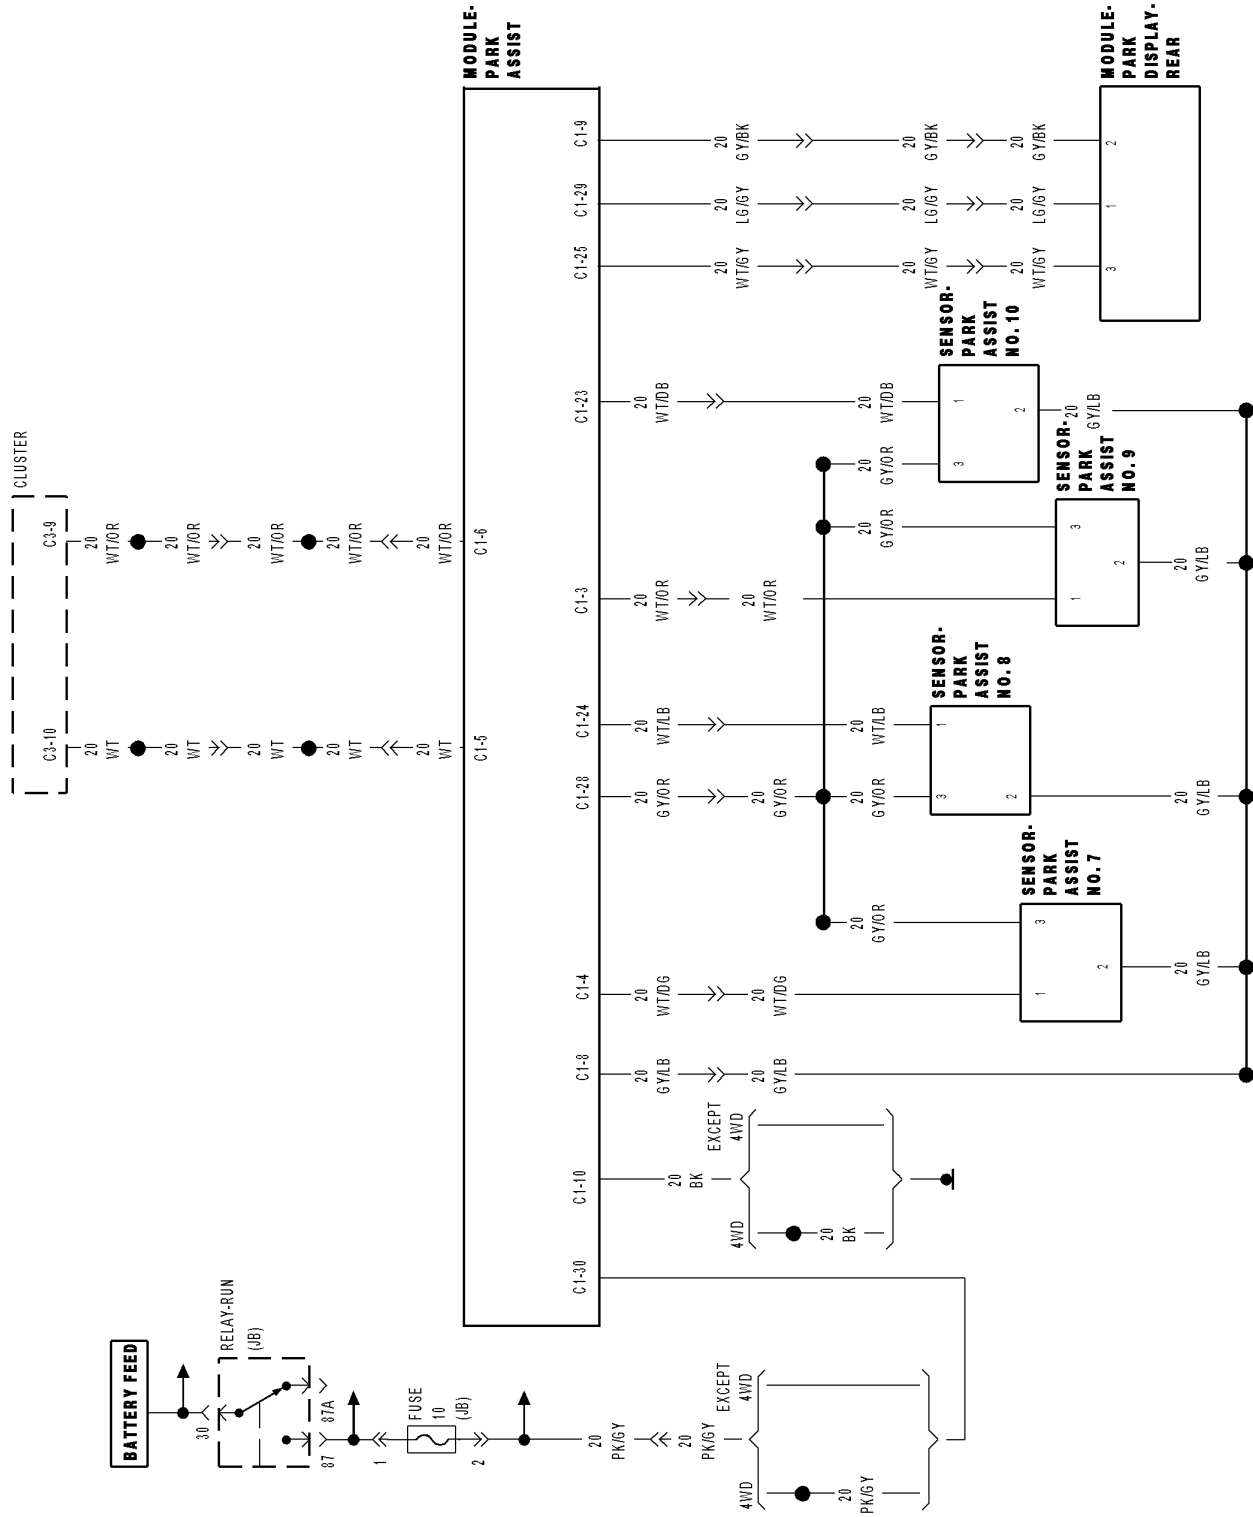 MODULE-
PARK
ASSIST
MODULE-
PARK
DISPLAY-
REAR
CLUSTER
C3-9
20
WT/OR
20
WT/OR
20
WT/OR
20
WT/OR
20
WT/OR
C1-6
C3-10
20
WT
20
WT
20
WT
20
WT
20
WT
C1-5
C1-9
20
GY/BK
20
GY/BK
20
GY/BK
2
C1-29
20
LG/GY
20
LG/GY
20
LG/GY
1
C1-25
20
WT/GY
20
WT/GY
20
WT/GY
3
SENSOR-
PARK
ASSIST
NO.10
C1-23
20
WT/DB
20
WT/DB
1
20
GY/OR
3
2
20
GY/LB
SENSOR-
PARK
ASSIST
NO.9
20
GY/OR
3
2
20
GY/LB
C1-3
20
WT/OR
20
WT/OR
1
SENSOR-
PARK
ASSIST
NO.8
C1-24
20
WT/LB
20
WT/LB
1
C1-28
20
GY/OR
20
GY/OR
20
GY/OR
3
2
20
GY/LB
SENSOR-
PARK
ASSIST
NO.7
20
GY/OR
3
2
20
GY/LB
C1-4
20
WT/DG
20
WT/DG
1
C1-8
20
GY/LB
20
GY/LB
C1-10
20
BK
EXCEPT
4WD
4WD
20
BK
C1-30
BATTERY FEED
RELAY-RUN
(JB)
30
87A
87
1
FUSE
10
(JB)
2
20
PK/GY
20
PK/GY
EXCEPT
4WD
4WD
20
PK/GY